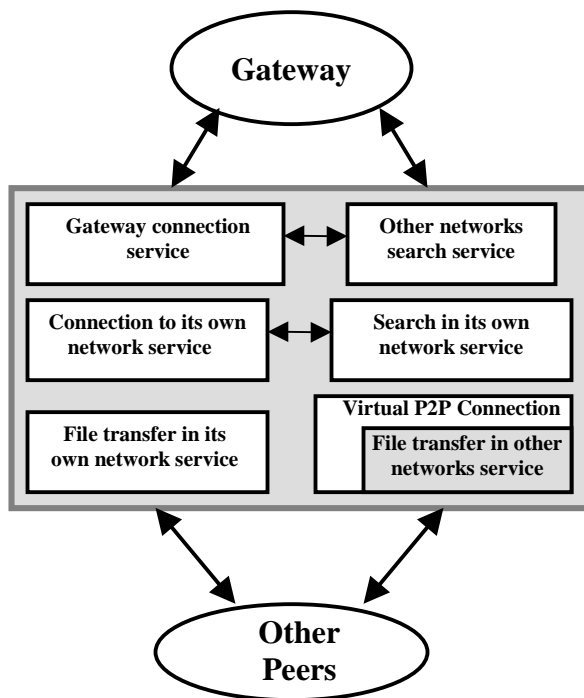 Gateway
Gateway connection
service
Other networks
search service
Connection to its own
network service
Search in its own
network service
File transfer in its
own network service
Virtual P2P Connection
File transfer in other
networks service
Other
Peers